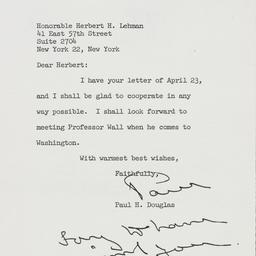 Honorable Herbert H. Lehman
41 East 57th Street
Suite 2704
New York 22, New York
Dear Herbert:
I have your letter of April 23,
and I shall be glad to cooperate in any
way possible. I shall look forward to
meeting Professor Wall when he comes to
Washington.
With warmest best wishes,
Faithfully,
Paul
Paul H. Douglas